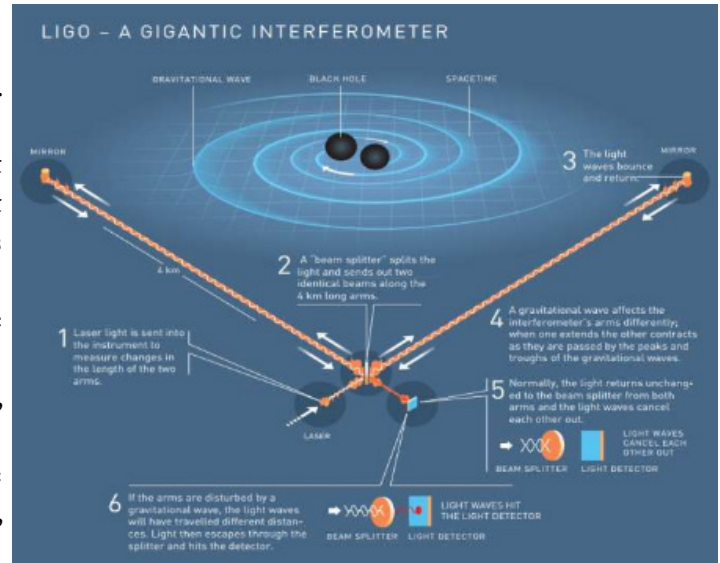 LIGO – A GIGANTIC INTERFEROMETER
GRAVITATIONAL WAVE
BLACK HOLE
SPACETIME
MIRROR
MIRROR
3 The light
waves bounce
and return.
4 km
2 A "beam splitter" splits the
light and sends out two
identical beams along the
4 km long arms.
1 Laser light is sent into
the instrument to
measure changes in
the length of the two
arms.
4 A gravitational wave affects the
interferometer's arms differently;
when one extends the other contracts
as they are passed by the peaks and
troughs of the gravitational waves.
LASER
5 Normally, the light returns unchang-
ed to the beam splitter from both
arms and the light waves cancel
each other out.
LIGHT WAVES
CANCEL EACH
OTHER OUT
BEAM SPLITTER
LIGHT DETECTOR
6 If the arms are disturbed by a
gravitational wave, the light waves
will have travelled different distan-
ces. Light then escapes through the
splitter and hits the detector.
LIGHT WAVES HIT
THE LIGHT DETECTOR
BEAM SPLITTER
LIGHT DETECTOR